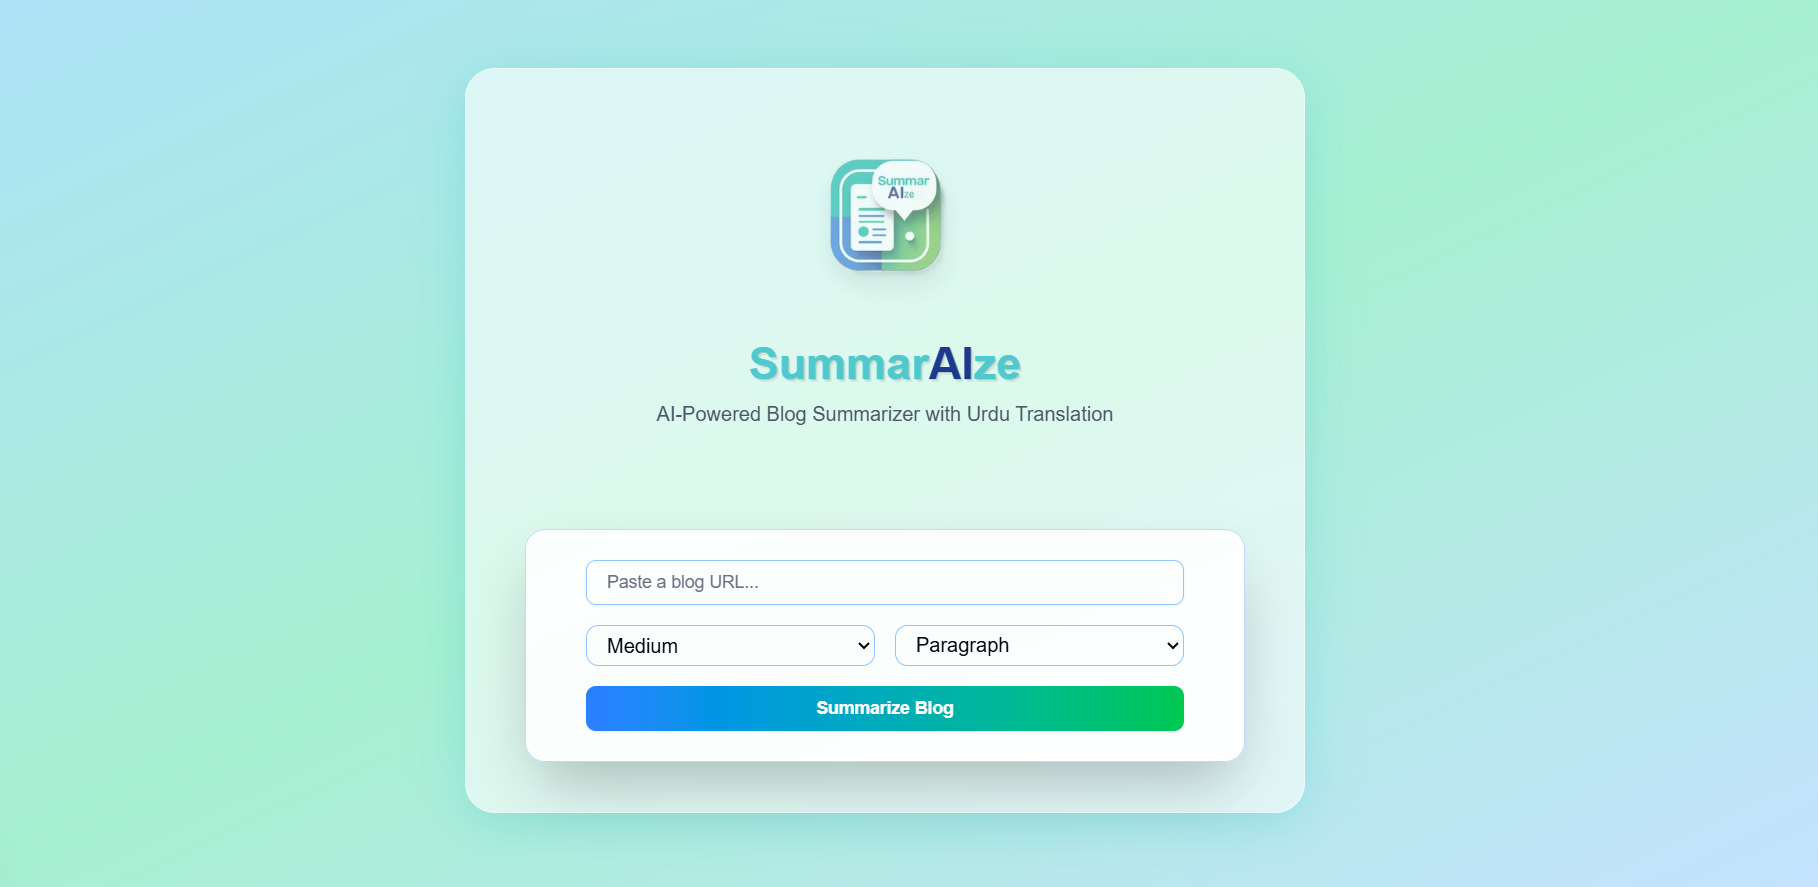 Summar
AIze
SummarAIze
AI-Powered Blog Summarizer with Urdu Translation
Paste a blog URL...
Medium
Paragraph
Summarize Blog